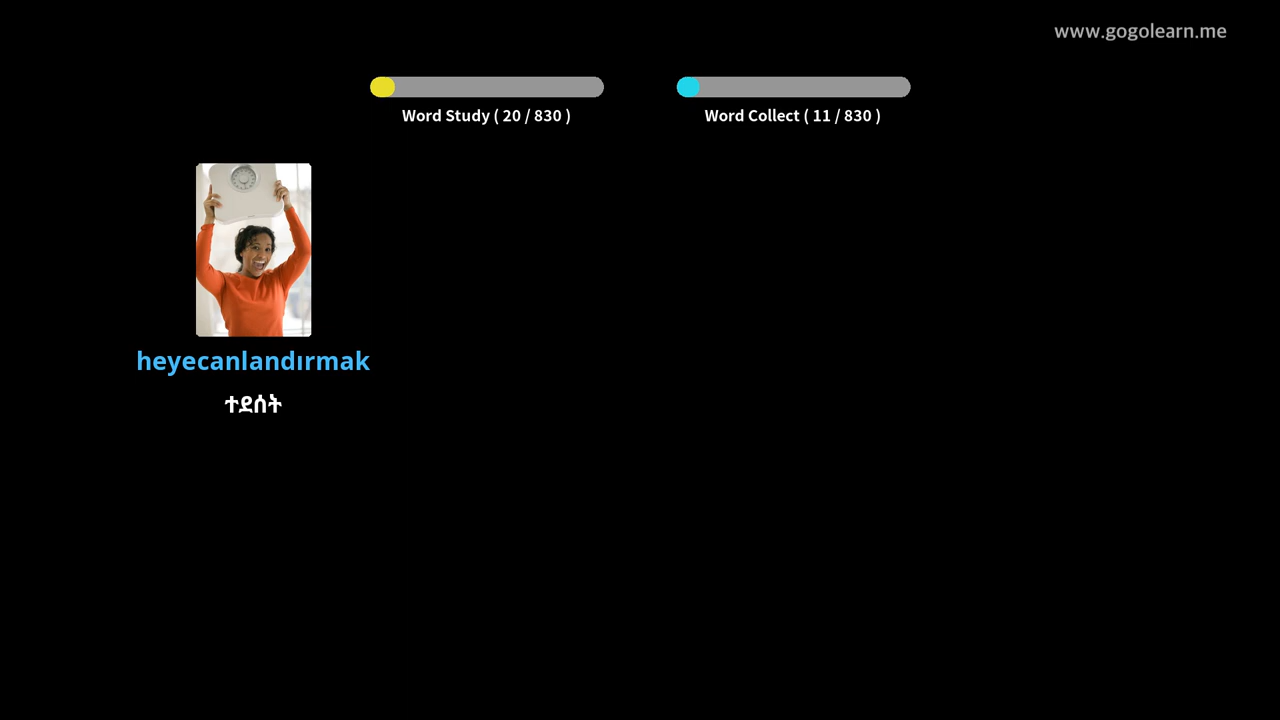 www.gogolearn.me
Word Study ( 20 / 830 )
Word Collect ( 11 / 830 )
heyecanlandırmak
ተደሰት